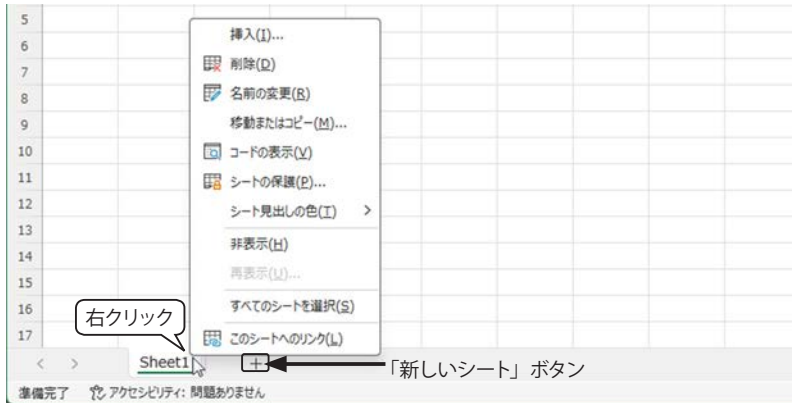 5
6
7
8
9
10
11
12
13
14
15
16
17
挿入(I)...
削除(D)
名前の変更(R)
移動またはコピー(M)...
コードの表示(V)
シートの保護(P)...
シート見出しの色(T) >
非表示(H)
再表示(U)...
すべてのシートを選択(S)
このシートへのリンク(L)
右クリック
< > Sheet1 +
「新しいシート」ボタン
準備完了 アクセシビリティ: 問題ありません